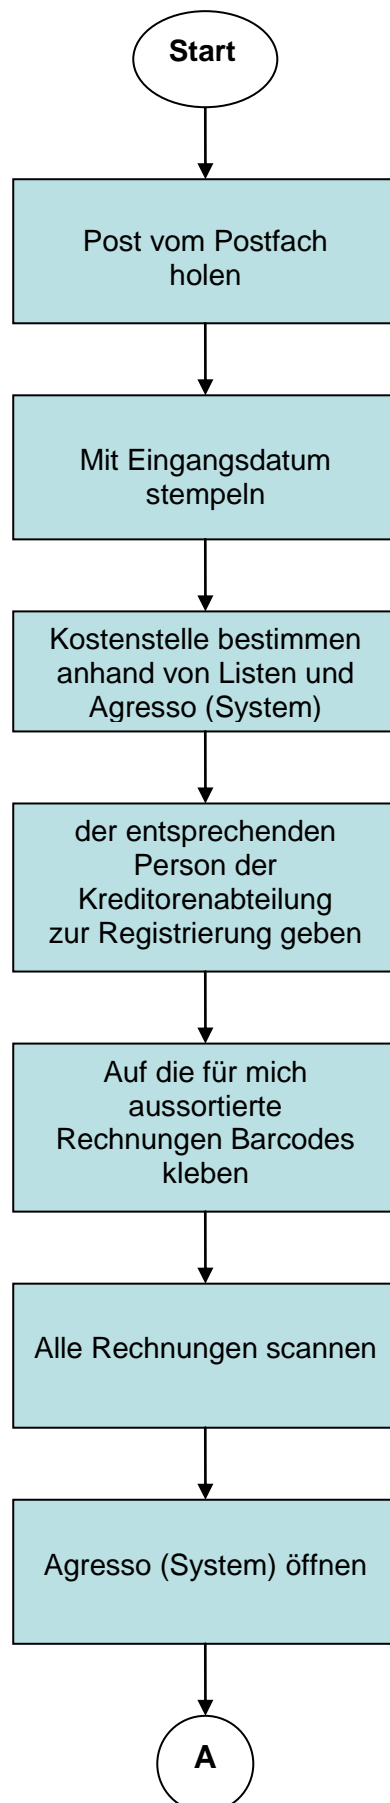 Start
Post vom Postfach
holen
Mit Eingangsdatum
stempeln
Kostenstelle bestimmen
anhand von Listen und
Agresso (System)
der entsprechenden
Person der
Kreditorenabteilung
zur Registrierung geben
Auf die für mich
aussortierte
Rechnungen Barcodes
kleben
Alle Rechnungen scannen
Agresso (System) öffnen
A